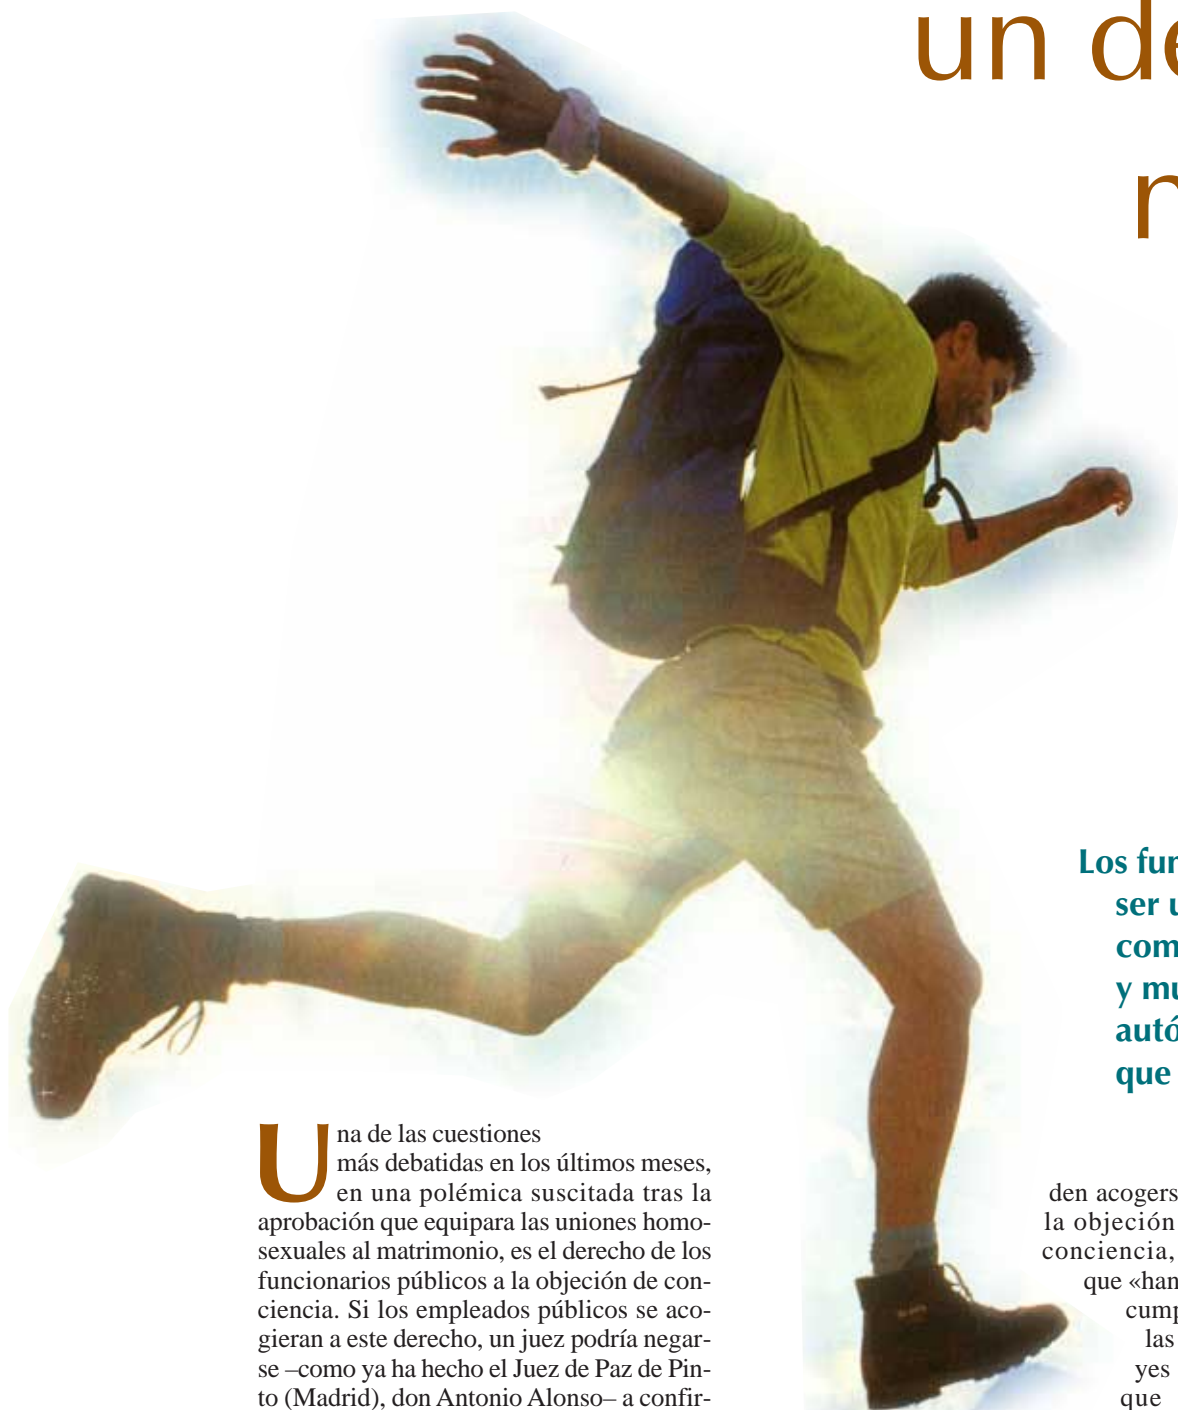 un de
Los fun
ser u
com
y mu
autó
que
Una de las cuestiones
más debatidas en los últimos meses,
en una polémica suscitada tras la
aprobación que equipara las uniones homo-
sexuales al matrimonio, es el derecho de los
funcionarios públicos a la objeción de con-
ciencia. Si los empleados públicos se aco-
gieran a este derecho, un juez podría negar-
se –como ya ha hecho el Juez de Paz de Pin-
to (Madrid), don Antonio Alonso– a confir-
den acogers
la objeción
conciencia,
que «han
cump
las
yes
que